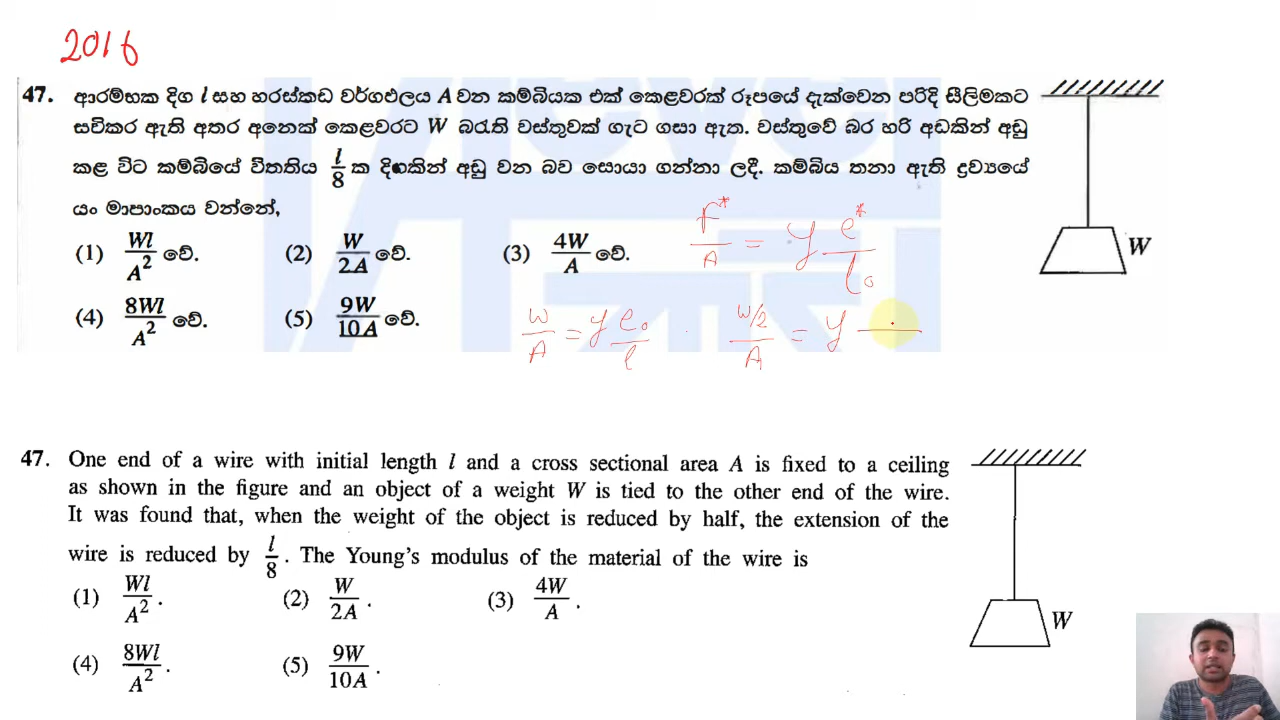 2016
47. ආරම්භක දිග l සහ හරස්කඩ වර්ගඵලය A වන කම්බියක එක් කෙළවරක් රූපයේ දැක්වෙන පරිදි සීලිමකට
සවිකර ඇති අතර අනෙක් කෙළවරට W බරැති වස්තුවක් ගැට ගසා ඇත. වස්තුවේ බර හරි අඩකින් අඩු
කළ විට කම්බියේ විතතිය l/8 ක දිගකින් අඩු වන බව සොයා ගන්නා ලදී. කම්බිය තනා ඇති ද්‍රව්‍යයේ
යං මාපාංකය වන්නේ,
(1) Wl/A² වේ. (2) W/2A වේ. (3) 4W/A වේ.
F*/A = y e*/l₀
W
(4) 8Wl/A² වේ. (5) 9W/10A වේ.
W/A = y e₀/l . W/2/A = y
47. One end of a wire with initial length l and a cross sectional area A is fixed to a ceiling
as shown in the figure and an object of a weight W is tied to the other end of the wire.
It was found that, when the weight of the object is reduced by half, the extension of the
wire is reduced by l/8. The Young's modulus of the material of the wire is
(1) Wl/A². (2) W/2A. (3) 4W/A.
W
(4) 8Wl/A². (5) 9W/10A.